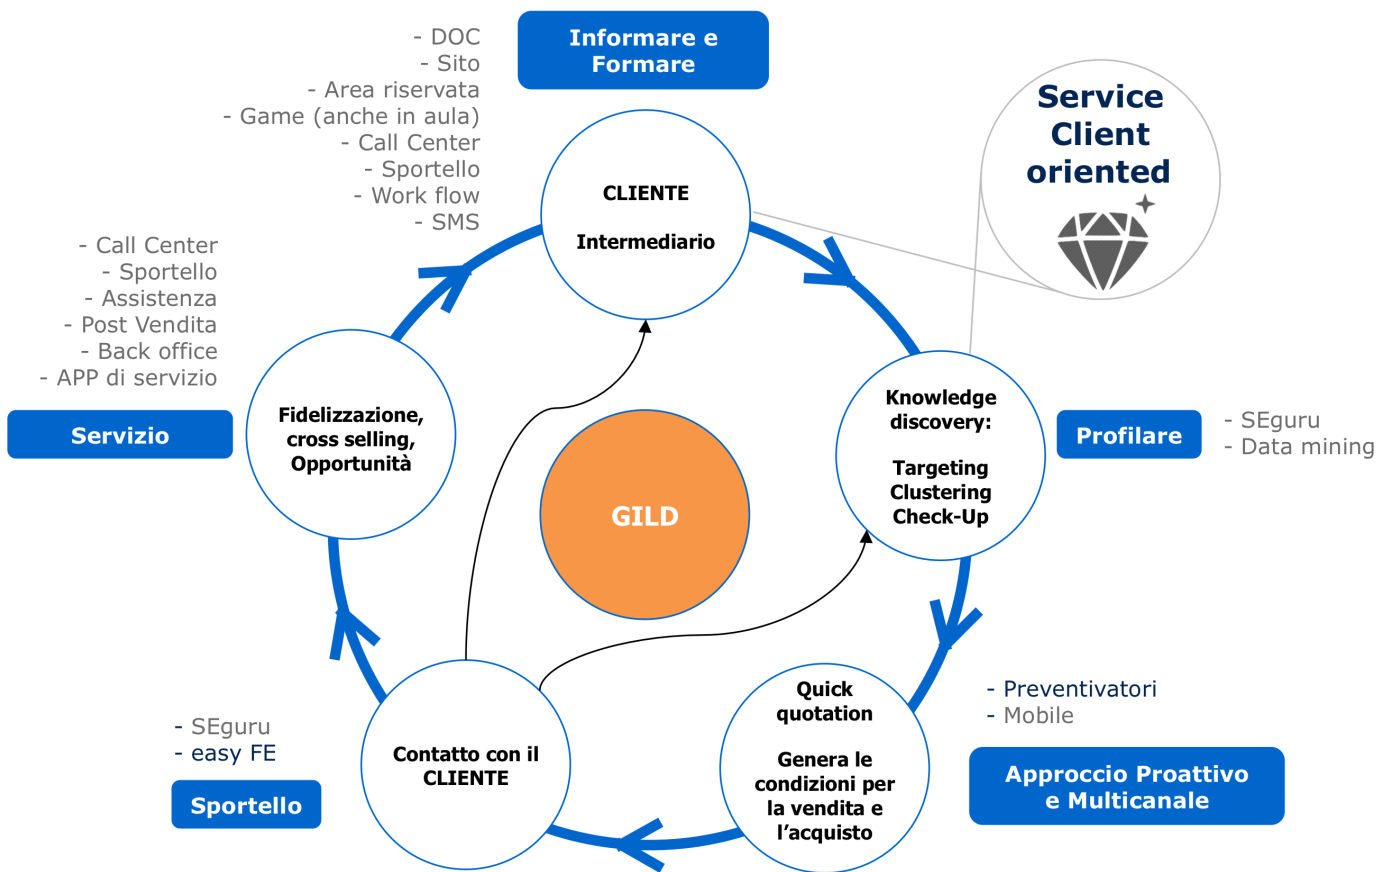 Informare e
Formare
- DOC
- Sito
- Area riservata
- Game (anche in aula)
- Call Center
- Sportello
- Work flow
- SMS
Service
Client
oriented
CLIENTE
Intermediario
- Call Center
- Sportello
- Assistenza
- Post Vendita
- Back office
- APP di servizio
Servizio
Fidelizzazione,
cross selling,
Opportunità
GILD
Knowledge
discovery:
Targeting
Clustering
Check-Up
Profilare
- SEguru
- Data mining
Quick
quotation
Genera le
condizioni per
la vendita e
l’acquisto
- Preventivatori
- Mobile
Approccio Proattivo
e Multicanale
Contatto con il
CLIENTE
- SEguru
- easy FE
Sportello